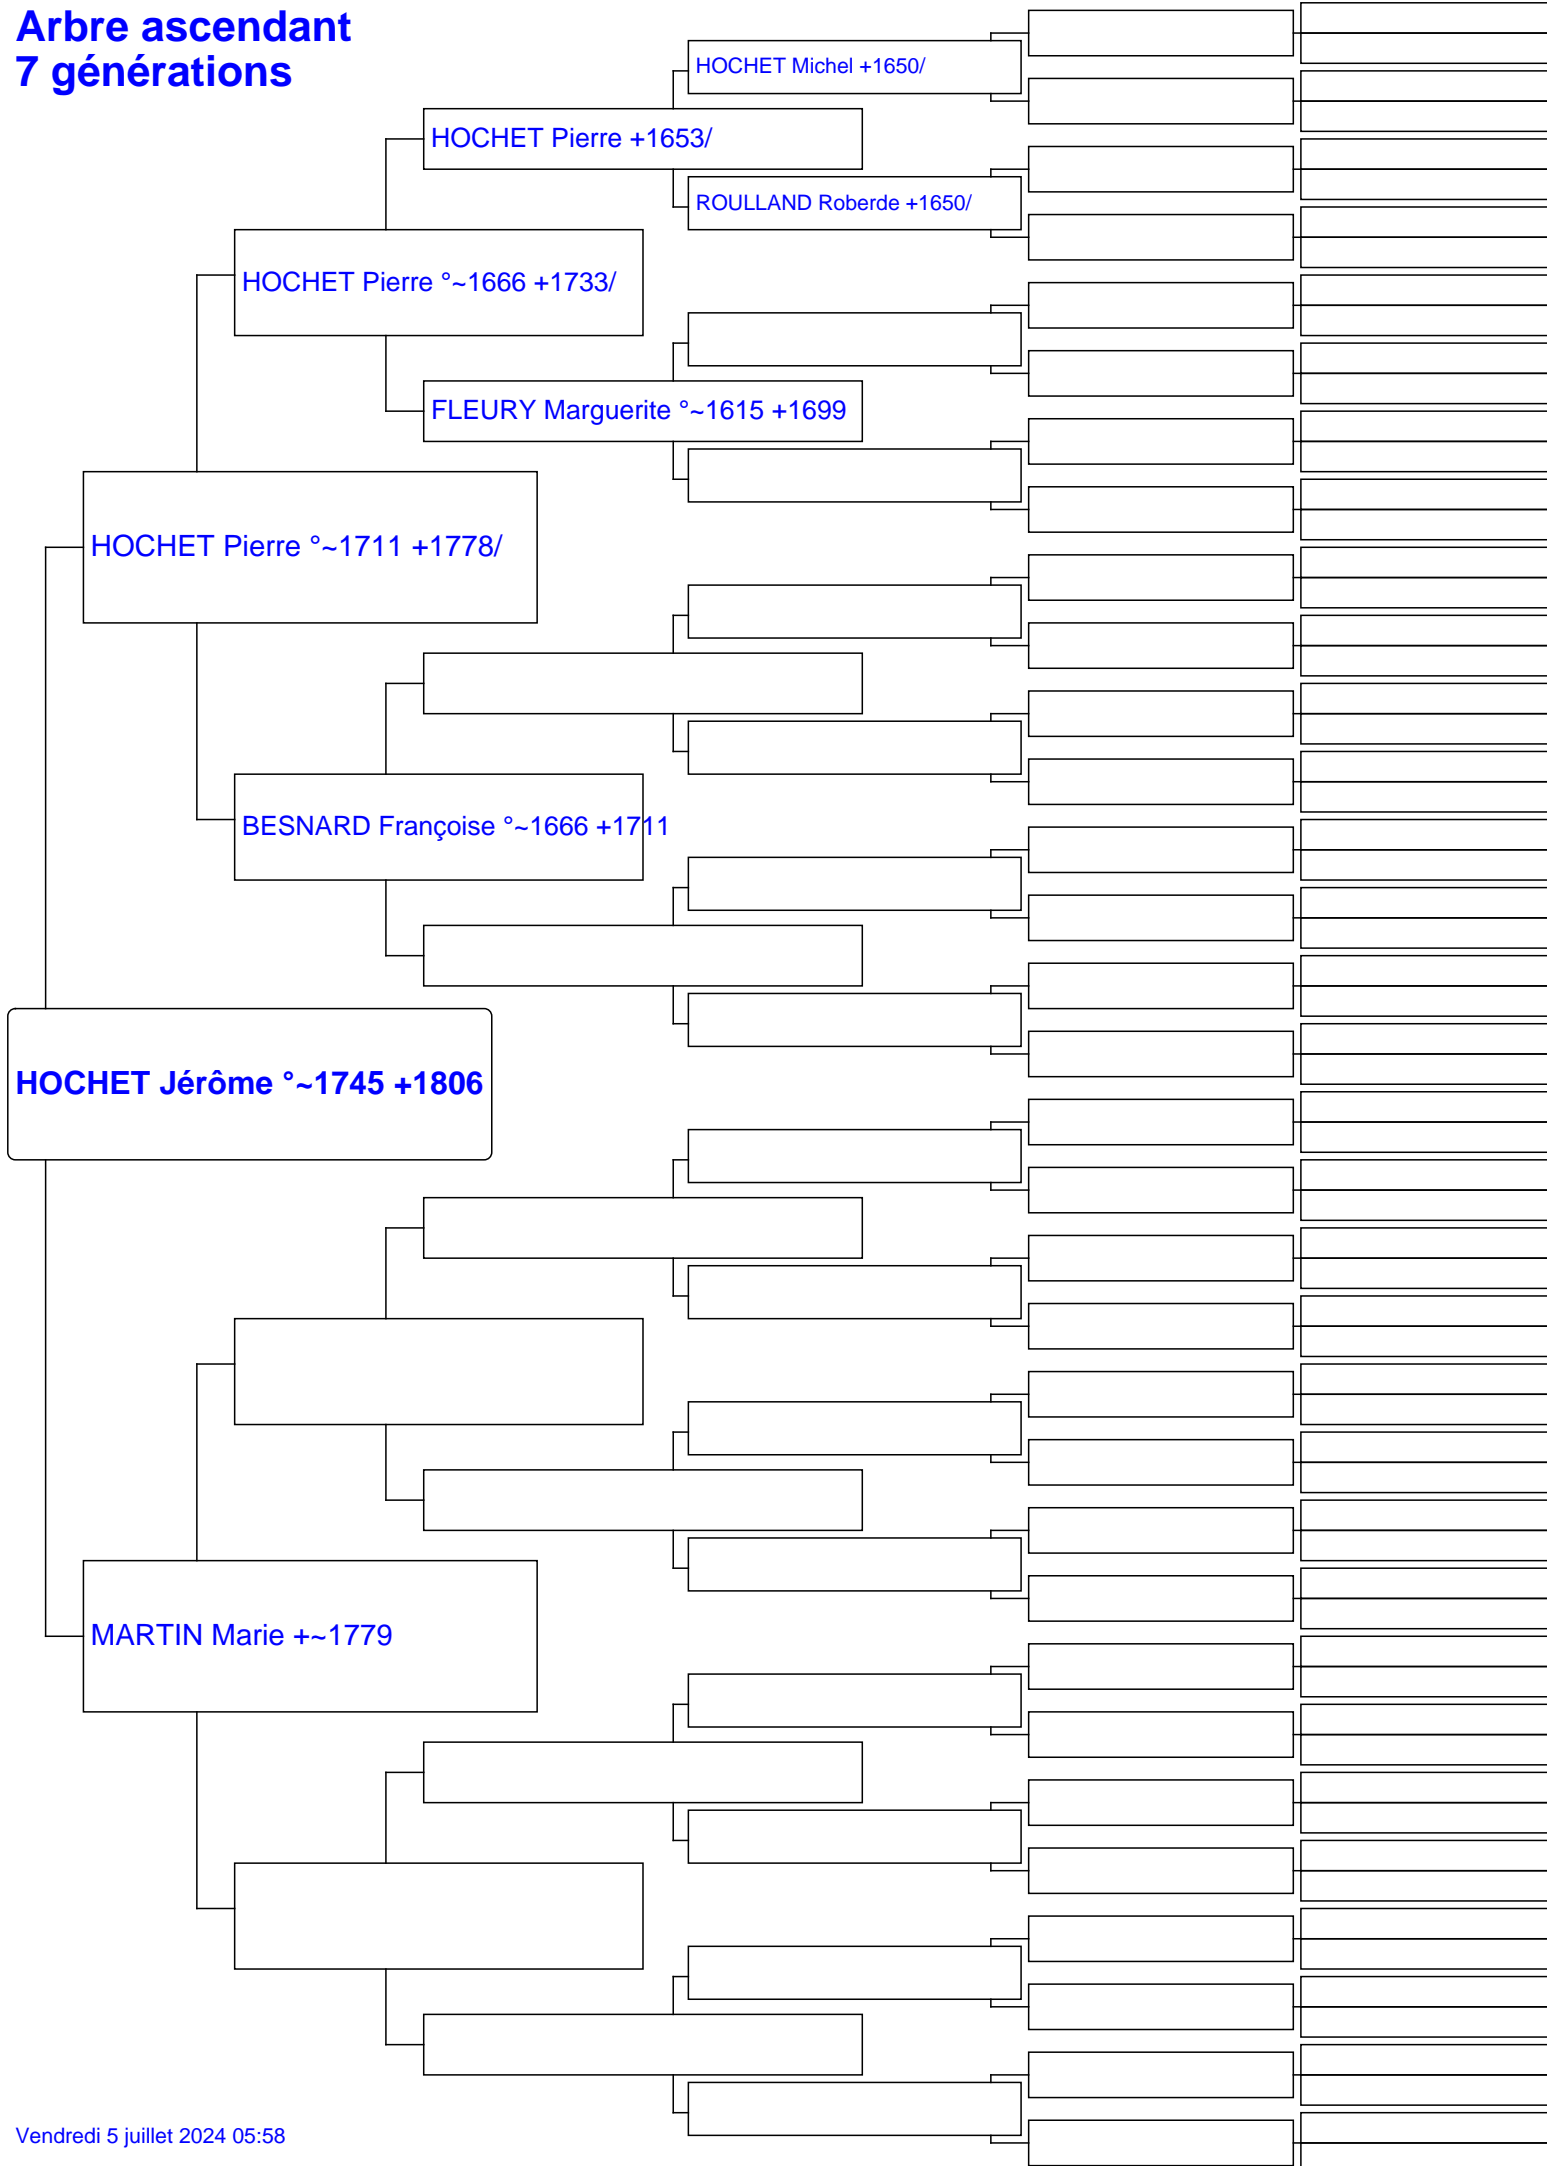 Arbre ascendant
7 générations
HOCHET Michel +1650/
HOCHET Pierre +1653/
ROULLAND Roberde +1650/
HOCHET Pierre °~1666 +1733/
FLEURY Marguerite °~1615 +1699
HOCHET Pierre °~1711 +1778/
BESNARD Françoise °~1666 +1711
HOCHET Jérôme °~1745 +1806
MARTIN Marie +~1779
Vendredi 5 juillet 2024 05:58